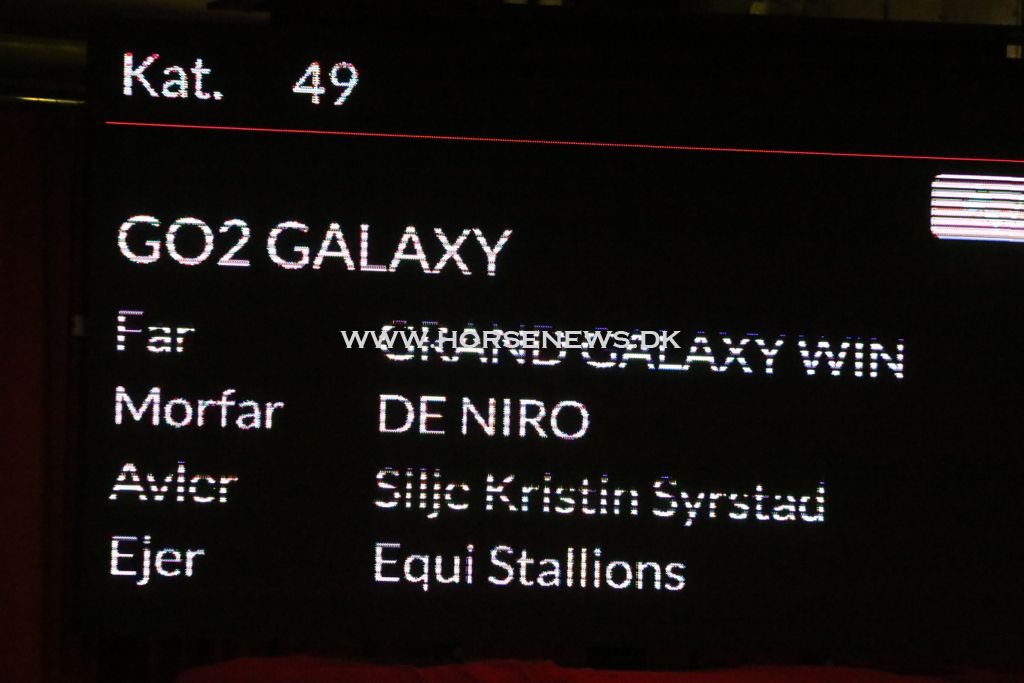 Kat. 49
GO2 GALAXY
Far GRAND GALAXY WIN
WWW.HORSENEWS.DK
Morfar DE NIRO
Avler Silje Kristin Syrstad
Ejer Equi Stallions